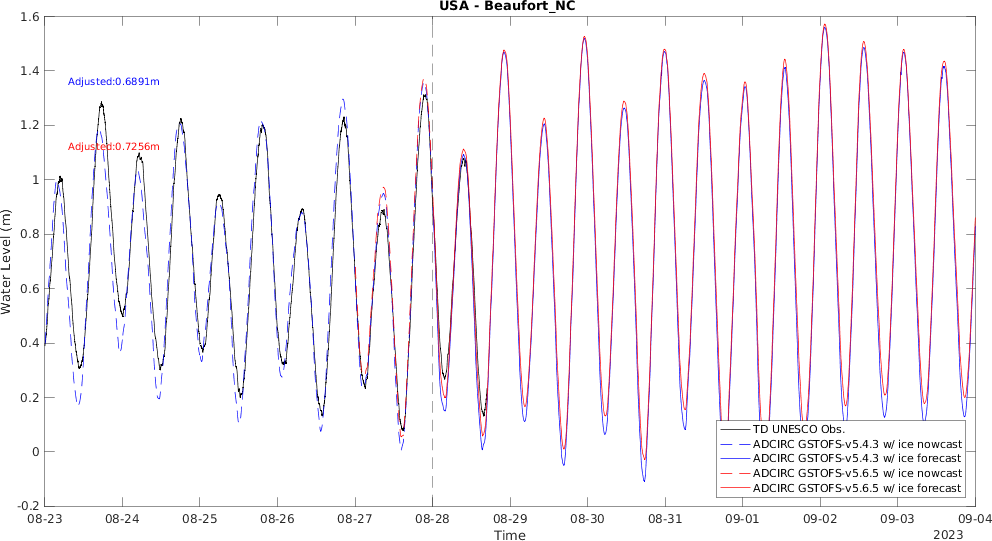 USA - Beaufort_NC
1.6
1.4
1.2
1
0.8
0.6
0.4
0.2
0
-0.2
Water Level (m)
Adjusted:0.6891m
Adjusted:0.7256m
TD UNESCO Obs.
ADCIRC GSTOFS-v5.4.3 w/ ice nowcast
ADCIRC GSTOFS-v5.4.3 w/ ice forecast
ADCIRC GSTOFS-v5.6.5 w/ ice nowcast
ADCIRC GSTOFS-v5.6.5 w/ ice forecast
08-23 08-24 08-25 08-26 08-27 08-28 08-29 08-30 08-31 09-01 09-02 09-03 09-04
Time
2023